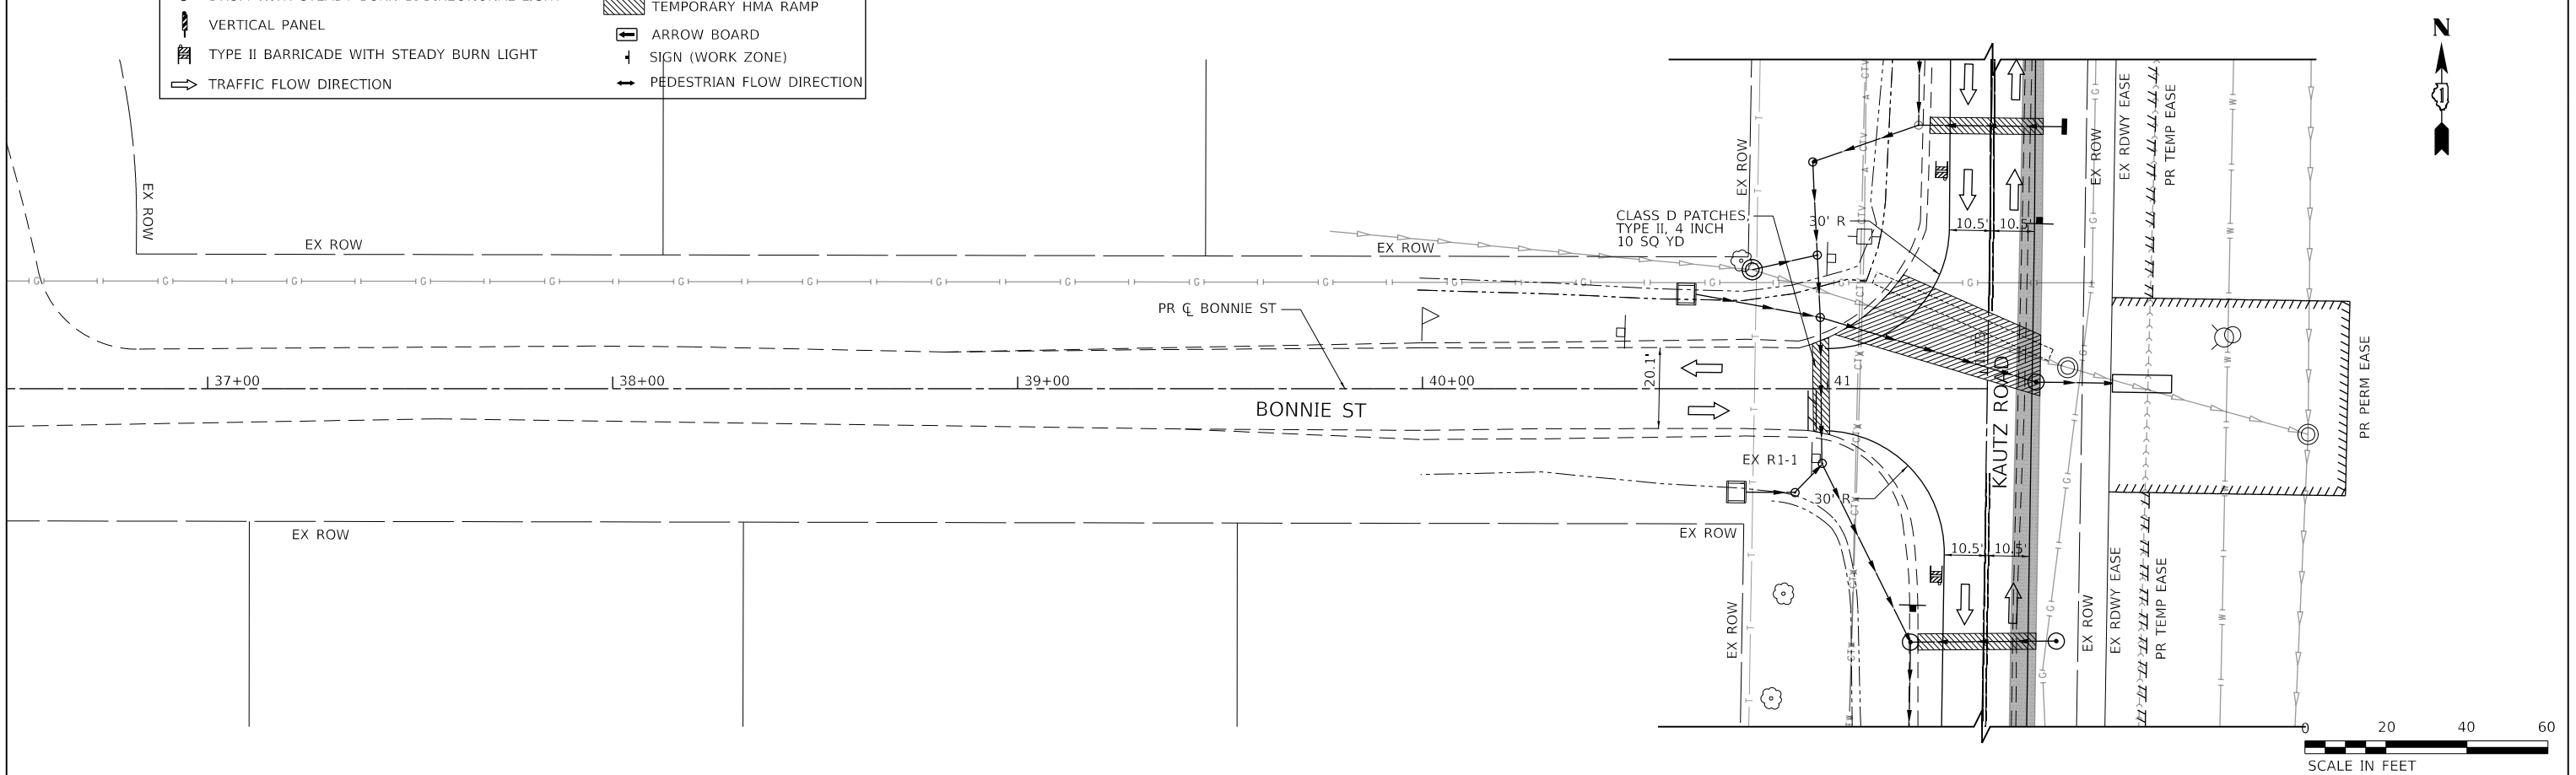 TEMPORARY HMA RAMP
VERTICAL PANEL
ARROW BOARD
TYPE II BARRICADE WITH STEADY BURN LIGHT
SIGN (WORK ZONE)
TRAFFIC FLOW DIRECTION
PEDESTRIAN FLOW DIRECTION
N
EX ROW
EX ROW
EX ROW
EX ROW
CLASS D PATCHES,
TYPE II, 4 INCH
10 SQ YD
30' R
10.5'
10.5'
EX ROW
EX RDWY EASE
PR TEMP EASE
PR ℄ BONNIE ST
37+00
38+00
39+00
40+00
41
20.1'
BONNIE ST
KAUTZ ROAD
PR PERM EASE
EX R1-1
30' R
EX ROW
EX ROW
EX ROW
10.5'
10.5'
EX ROW
EX RDWY EASE
PR TEMP EASE
0 20 40 60
SCALE IN FEET